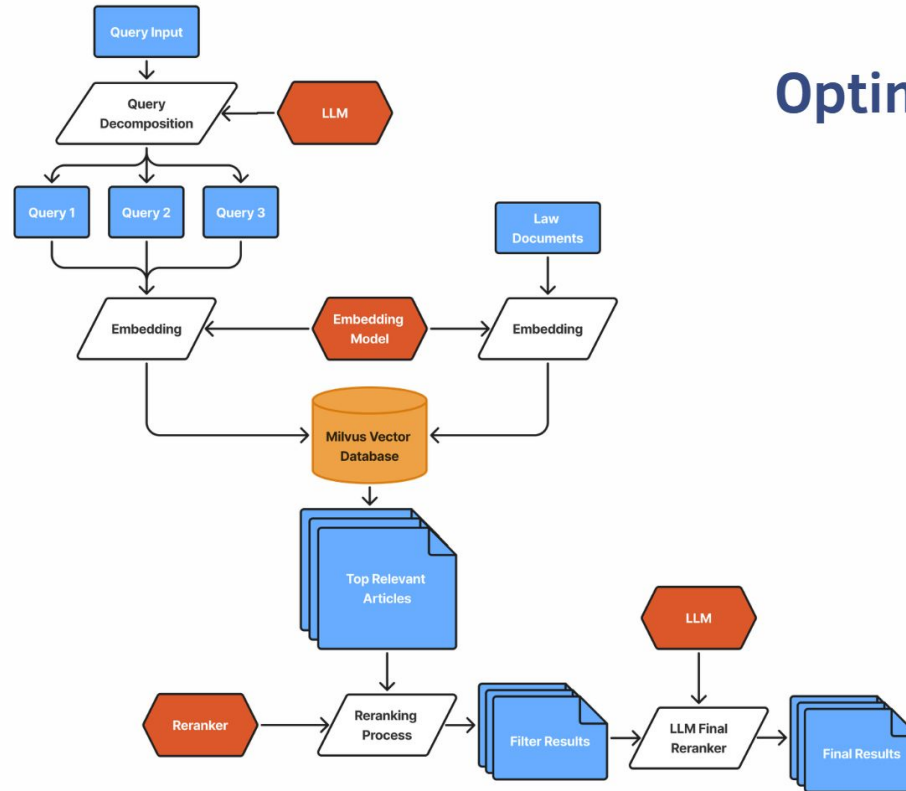 Query Input
Optim
Query
Decomposition
LLM
Query 1
Query 2
Query 3
Law
Documents
Embedding
Embedding
Model
Embedding
Milvus Vector
Database
Top Relevant
Articles
LLM
Reranker
Reranking
Process
Filter Results
LLM Final
Reranker
Final Results